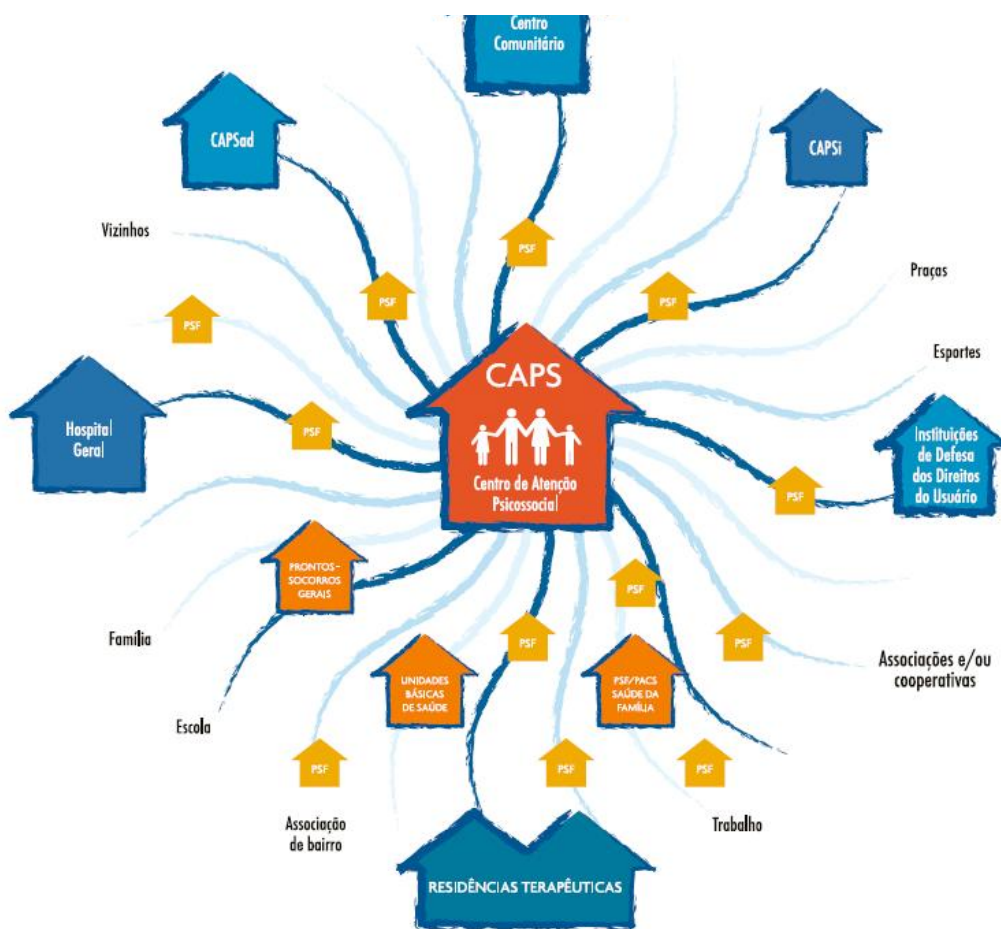 Centro
Comunitário
CAPSad
CAPSi
Vizinhos
PSF
Praças
PSF
PSF
PSF
Esportes
CAPS
Hospital
Geral
PSF
Centro de Atenção
Psicossocial
Instituições
de Defesa
dos Direitos
do Usuário
PSF
PRONTOS-
SOCORROS
GERAIS
PSF
Família
PSF
PSF
Associações e/ou
cooperativas
UNIDADES
BÁSICAS
DE SAÚDE
PSF/PACS
SAÚDE DA
FAMÍLIA
Escola
PSF
PSF
PSF
Associação
de bairro
Trabalho
RESIDÊNCIAS TERAPÊUTICAS